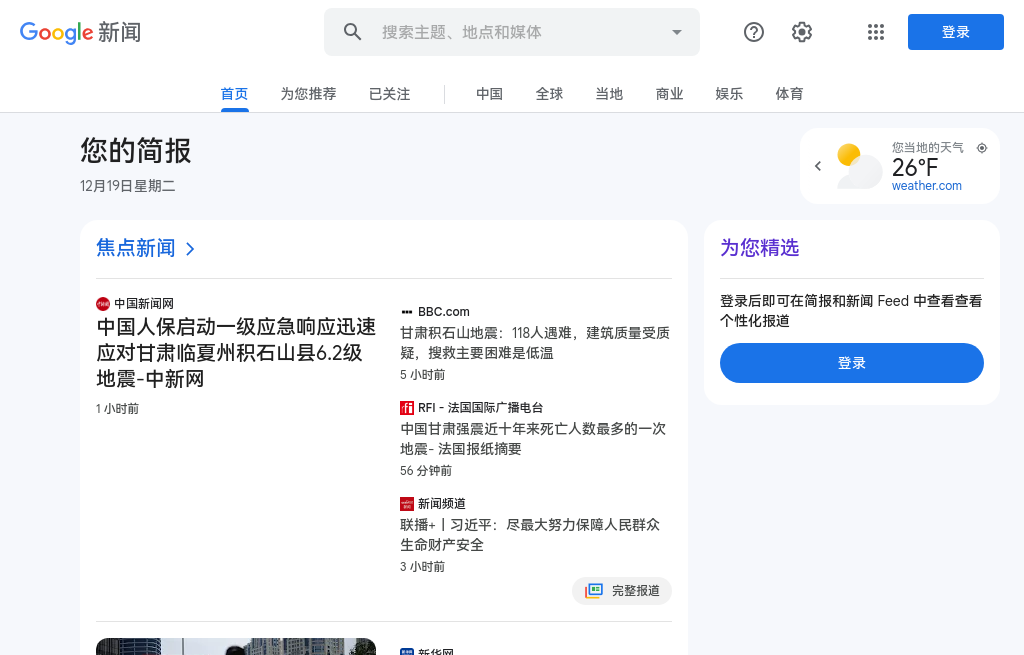 Google 新闻
搜索主题、地点和媒体
登录
首页
为您推荐
已关注
中国
全球
当地
商业
娱乐
体育
您的简报
12月19日星期二
您当地的天气
26°F
weather.com
焦点新闻
中国新闻网
中国人保启动一级应急响应迅速
应对甘肃临夏州积石山县6.2级
地震-中新网
1 小时前
BBC.com
甘肃积石山地震：118人遇难，建筑质量受质
疑，搜救主要困难是低温
5 小时前
RFI - 法国国际广播电台
中国甘肃强震近十年来死亡人数最多的一次
地震- 法国报纸摘要
56 分钟前
新闻频道
联播+丨习近平：尽最大努力保障人民群众
生命财产安全
3 小时前
完整报道
新华网
为您精选
登录后即可在简报和新闻 Feed 中查看查看
个性化报道
登录